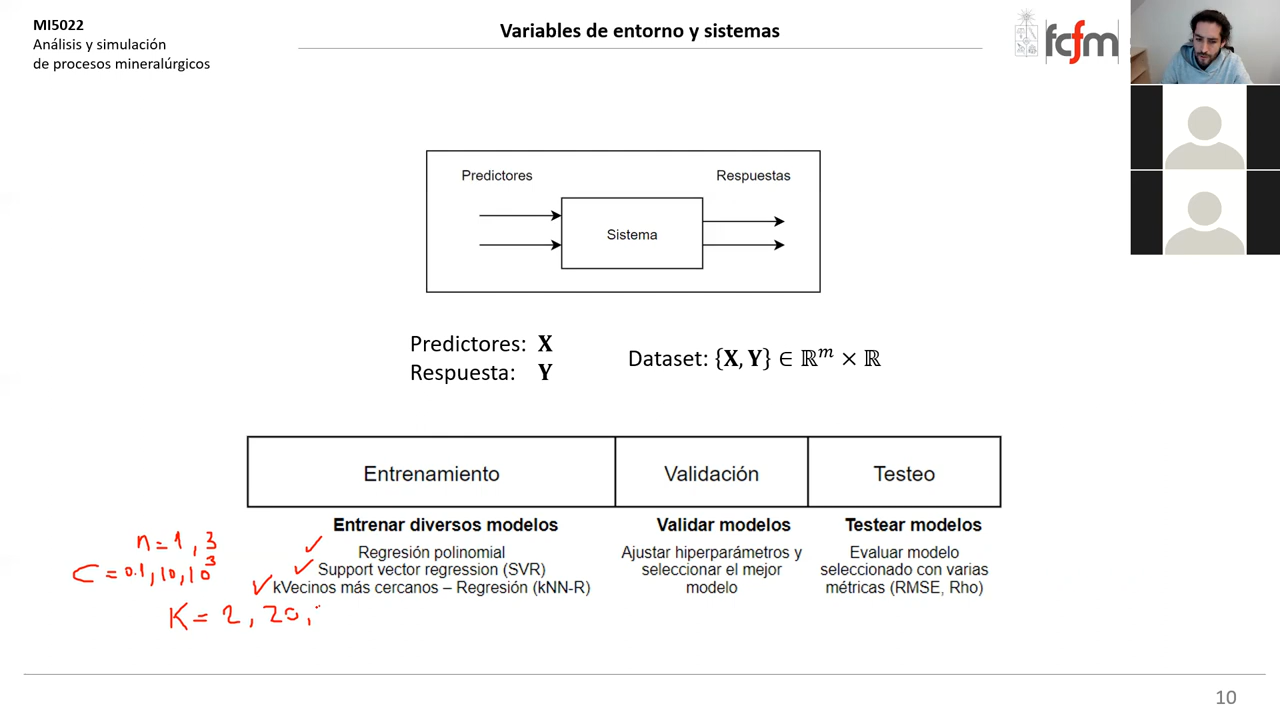 MI5022
Análisis y simulación
de procesos mineralúrgicos
Variables de entorno y sistemas
fcfm
Predictores
Respuestas
Sistema
Predictores: X
Respuesta: Y
Dataset: {X, Y} ∈ ℝᵐ × ℝ
Entrenamiento
Validación
Testeo
Entrenar diversos modelos
Regresión polinomial
Support vector regression (SVR)
kVecinos más cercanos – Regresión (kNN-R)
Validar modelos
Ajustar hiperparámetros y
seleccionar el mejor
modelo
Testear modelos
Evaluar modelo
seleccionado con varias
métricas (RMSE, Rho)
n = 1, 3
C = 0.1, 10, 10³
K = 2, 20,
10